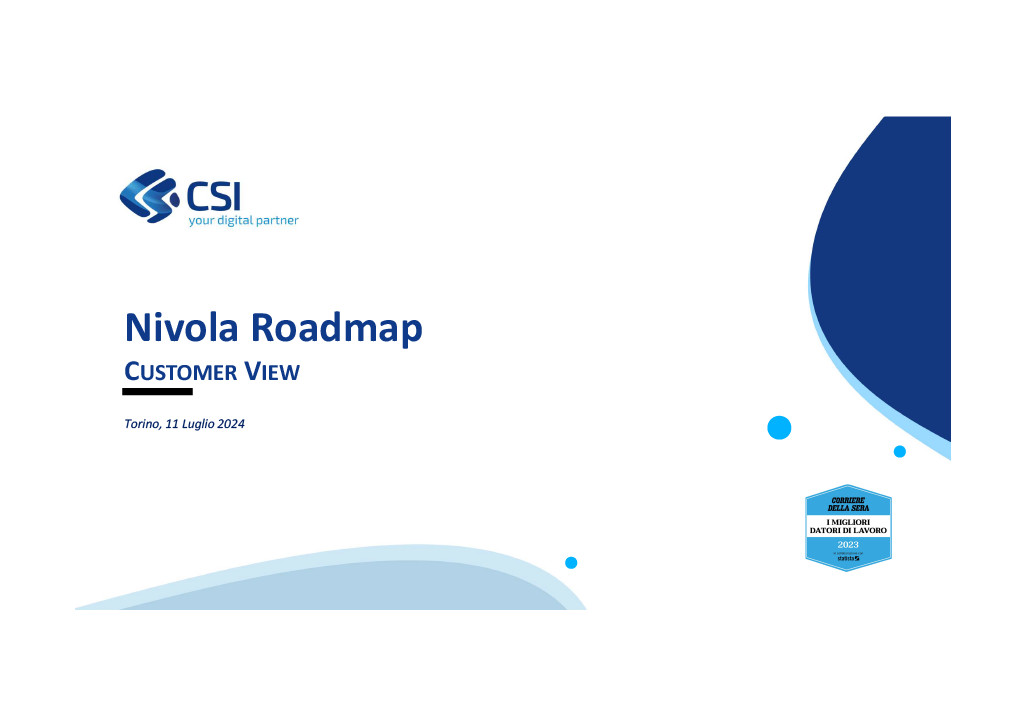 CSI
your digital partner
Nivola Roadmap
CUSTOMER VIEW
Torino, 11 Luglio 2024
CORRIERE
DELLA SERA
I MIGLIORI
DATORI DI LAVORO
2023
statista